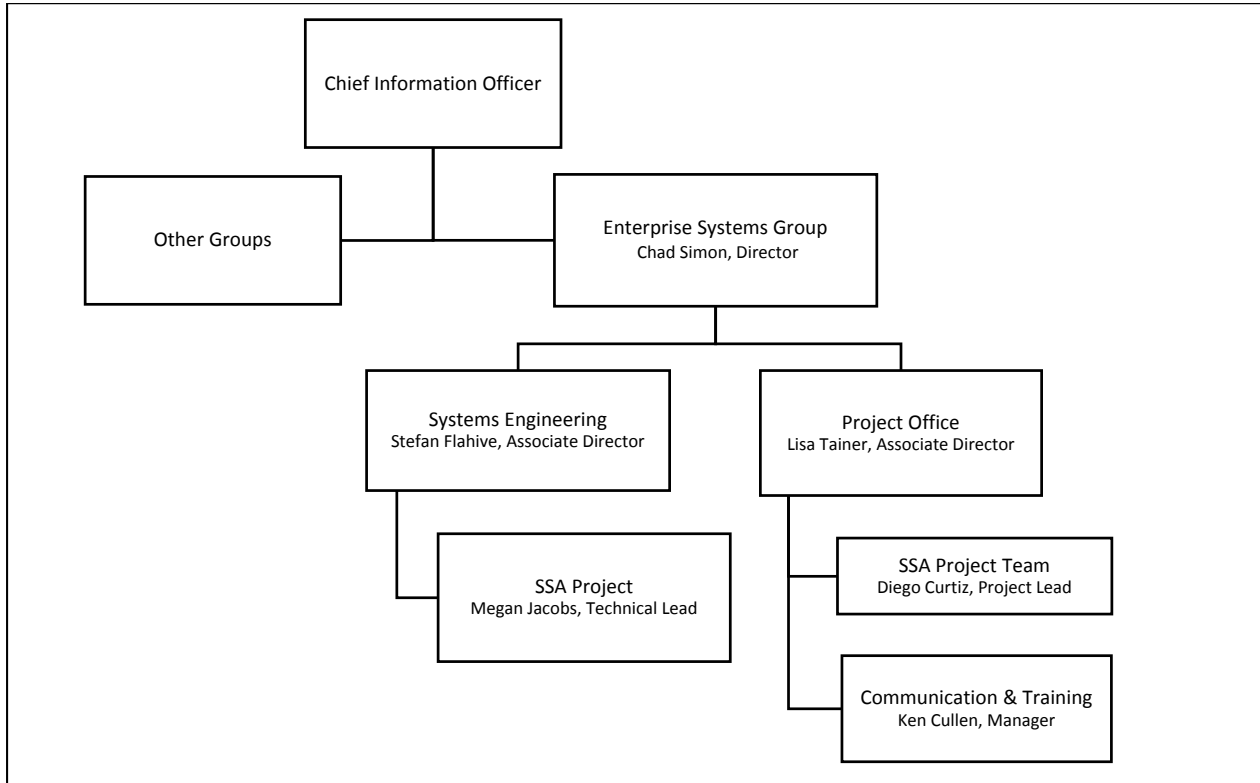 Chief Information Officer
Other Groups
Enterprise Systems Group
Chad Simon, Director
Systems Engineering
Stefan Flahive, Associate Director
Project Office
Lisa Tainer, Associate Director
SSA Project
Megan Jacobs, Technical Lead
SSA Project Team
Diego Curtiz, Project Lead
Communication & Training
Ken Cullen, Manager